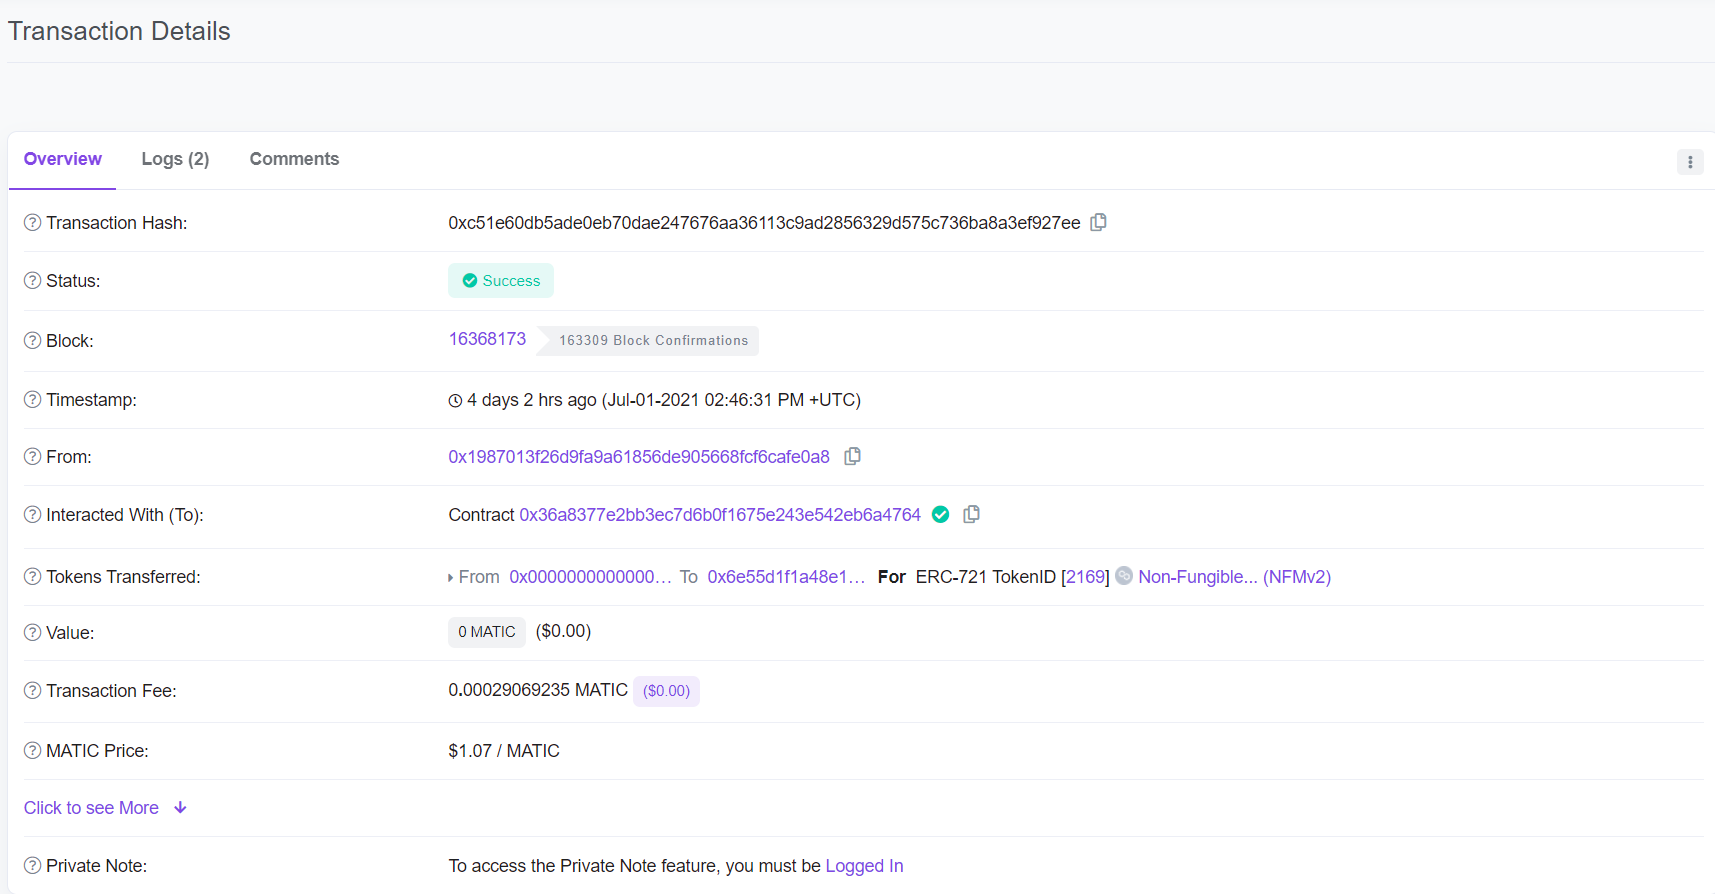 Transaction Details
Overview Logs (2) Comments
Transaction Hash: 0xc51e60db5ade0eb70dae247676aa36113c9ad2856329d575c736ba8a3ef927ee
Status: Success
Block: 16368173 163309 Block Confirmations
Timestamp: 4 days 2 hrs ago (Jul-01-2021 02:46:31 PM +UTC)
From: 0x1987013f26d9fa9a61856de905668fcf6cafe0a8
Interacted With (To): Contract 0x36a8377e2bb3ec7d6b0f1675e243e542eb6a4764
Tokens Transferred: From 0x0000000000000... To 0x6e55d1f1a48e1... For ERC-721 TokenID [2169] Non-Fungible... (NFMv2)
Value: 0 MATIC ($0.00)
Transaction Fee: 0.00029069235 MATIC ($0.00)
MATIC Price: $1.07 / MATIC
Click to see More
Private Note: To access the Private Note feature, you must be Logged In